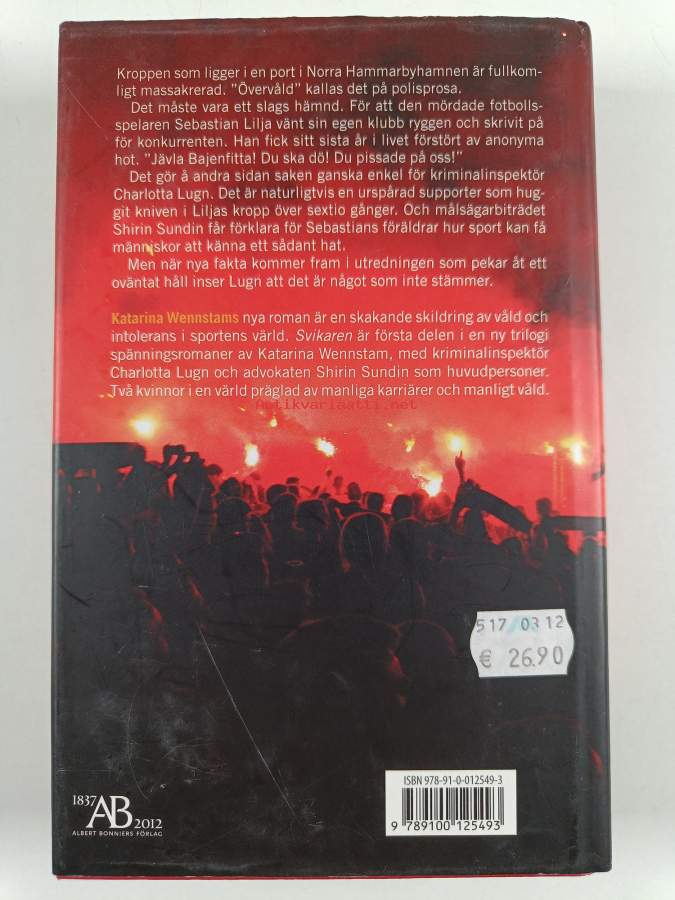 Kroppen som ligger i en port i Norra Hammarbyhamnen är fullkom-
ligt massakrerad. ”Övervåld” kallas det på polisprosa.
Det måste vara ett slags hämnd. För att den mördade fotbolls-
spelaren Sebastian Lilja vänt sin egen klubb ryggen och skrivit på
för konkurrenten. Han fick sitt sista år i livet förstört av anonyma
hot. ”Jävla Bajenfitta! Du ska dö! Du pissade på oss!”
Det gör å andra sidan saken ganska enkel för kriminalinspektör
Charlotta Lugn. Det är naturligtvis en urspårad supporter som hug-
git kniven i Liljas kropp över sextio gånger. Och målsägarbiträdet
Shirin Sundin får förklara för Sebastians föräldrar hur sport kan få
människor att känna ett sådant hat.
Men när nya fakta kommer fram i utredningen som pekar åt ett
oväntat håll inser Lugn att det är något som inte stämmer.
Katarina Wennstams nya roman är en skakande skildring av våld och
intolerans i sportens värld. Svikaren är första delen i en ny trilogi
spänningsromaner av Katarina Wennstam, med kriminalinspektör
Charlotta Lugn och advokaten Shirin Sundin som huvudpersoner.
Två kvinnor i en värld präglad av manliga karriärer och manligt våld.
Antikvariaatti.net
517 03 12
€ 26.90
ISBN 978-91-0-012549-3
9 789100 125493
1837 AB 2012
ALBERT BONNIERS FÖRLAG